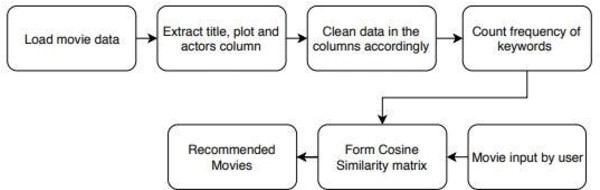 Load movie data
Extract title, plot and
actors column
Clean data in the
columns accordingly
Count frequency of
keywords
Recommended
Movies
Form Cosine
Similarity matrix
Movie input by user